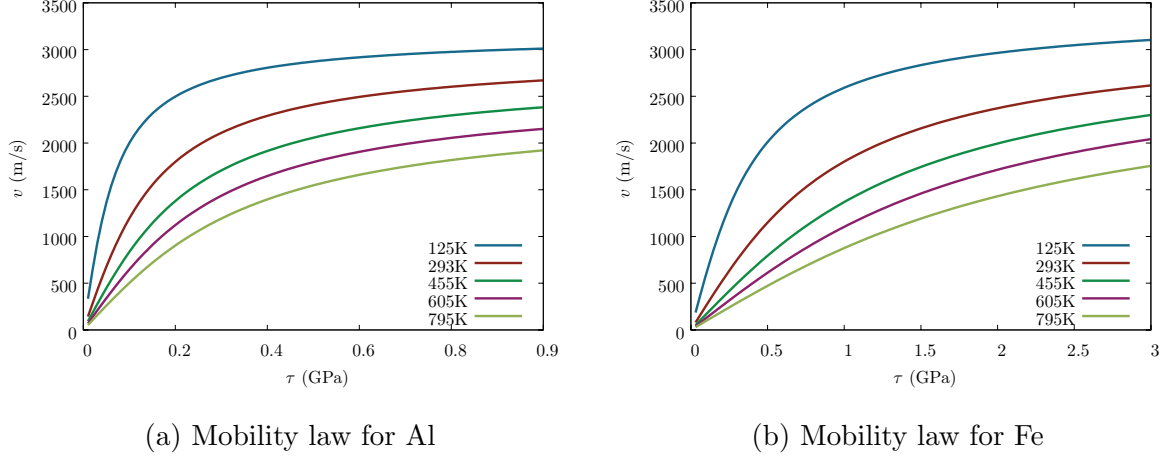 3500
3000
2500
2000
1500
1000
500
0
v (m/s)
125K
293K
455K
605K
795K
0 0.2 0.4 0.6 0.8 0.9
τ (GPa)
(a) Mobility law for Al
3500
3000
2500
2000
1500
1000
500
0
v (m/s)
125K
293K
455K
605K
795K
0 0.5 1 1.5 2 2.5 3
τ (GPa)
(b) Mobility law for Fe